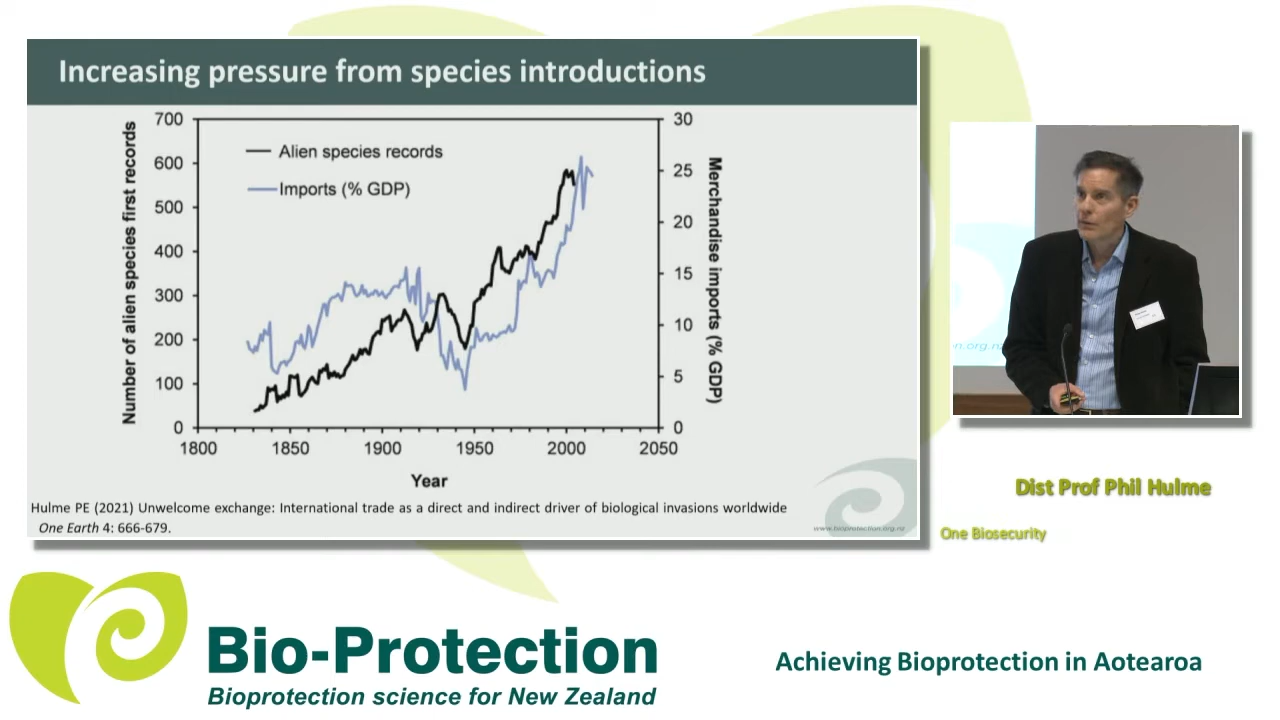 Increasing pressure from species introductions
Number of alien species first records
700
600
500
400
300
200
100
0
Alien species records
Imports (% GDP)
30
25
20
15
10
5
0
Merchandise imports (% GDP)
1800
1850
1900
1950
2000
2050
Year
Hulme PE (2021) Unwelcome exchange: International trade as a direct and indirect driver of biological invasions worldwide
One Earth 4: 666-679.
www.bioprotection.org.nz
Dist Prof Phil Hulme
One Biosecurity
Bio-Protection
Bioprotection science for New Zealand
Achieving Bioprotection in Aotearoa